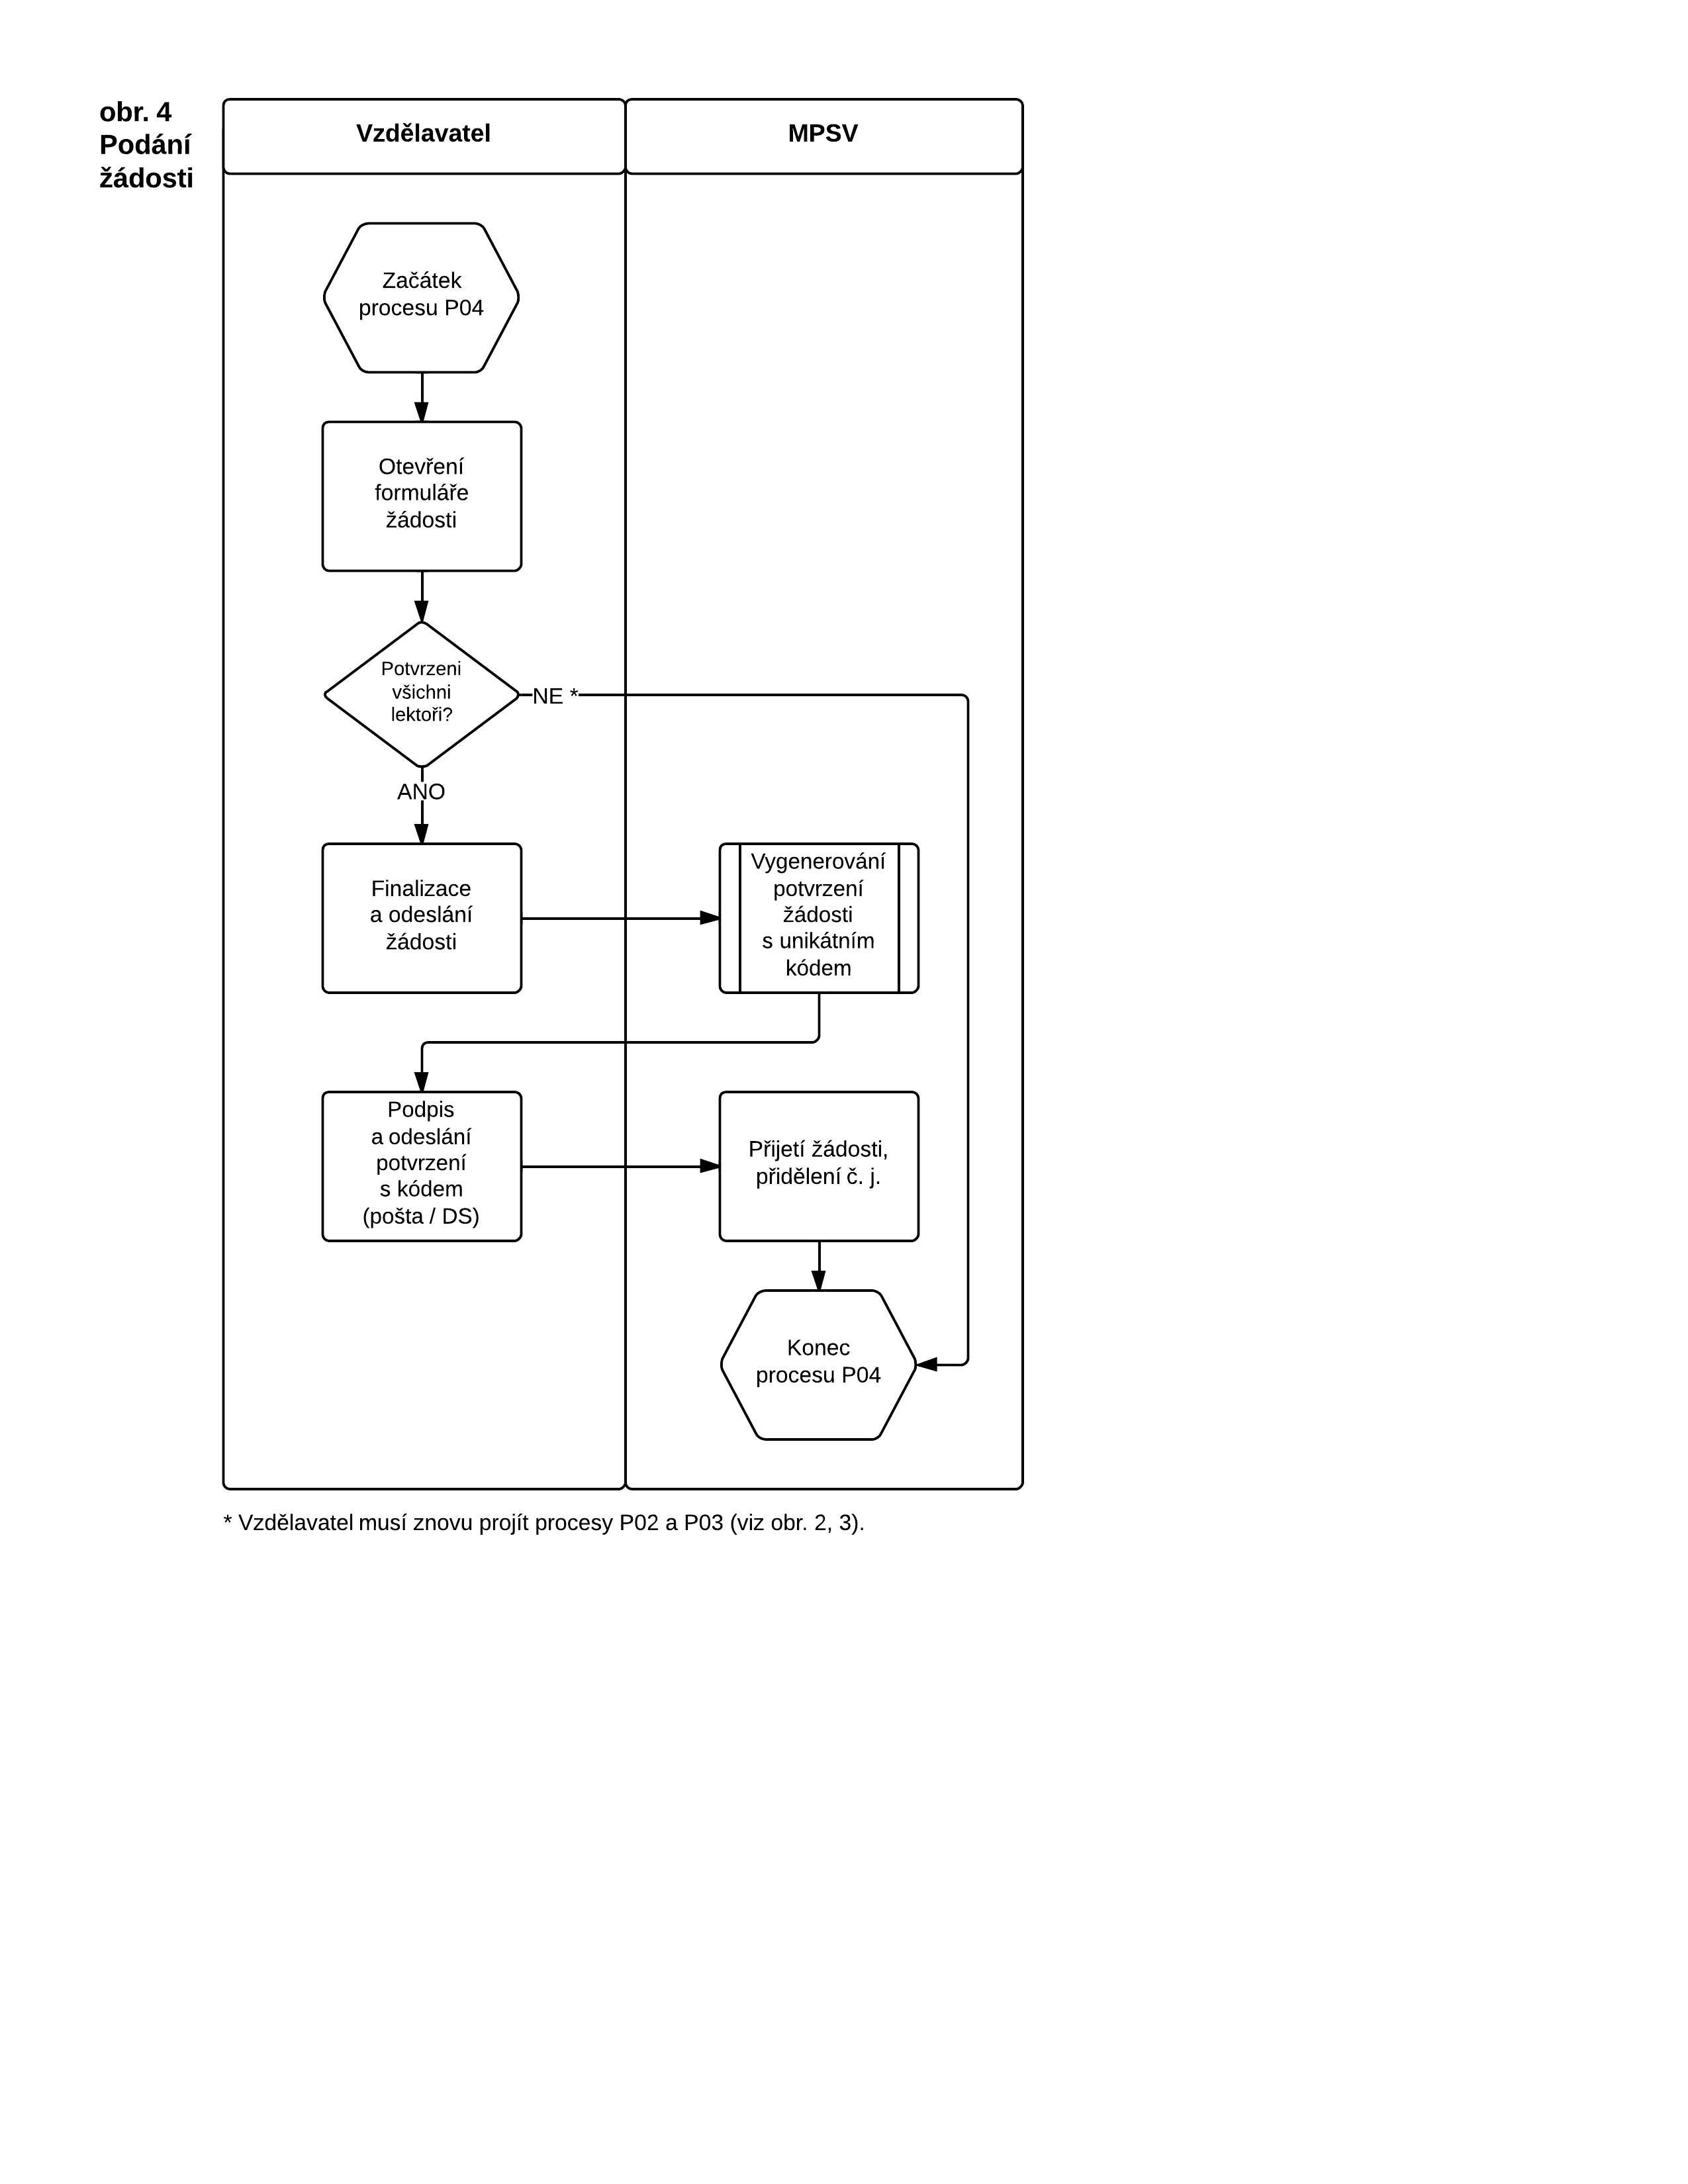 obr. 4
Podání
žádosti
Vzdělavatel
MPSV
Začátek
procesu P04
Otevření
formuláře
žádosti
Potvrzeni
všichni
lektoři?
NE *
ANO
Finalizace
a odeslání
žádosti
Vygenerování
potvrzení
žádosti
s unikátním
kódem
Podpis
a odeslání
potvrzení
s kódem
(pošta / DS)
Přijetí žádosti,
přidělení č. j.
Konec
procesu P04
* Vzdělavatel musí znovu projít procesy P02 a P03 (viz obr. 2, 3).